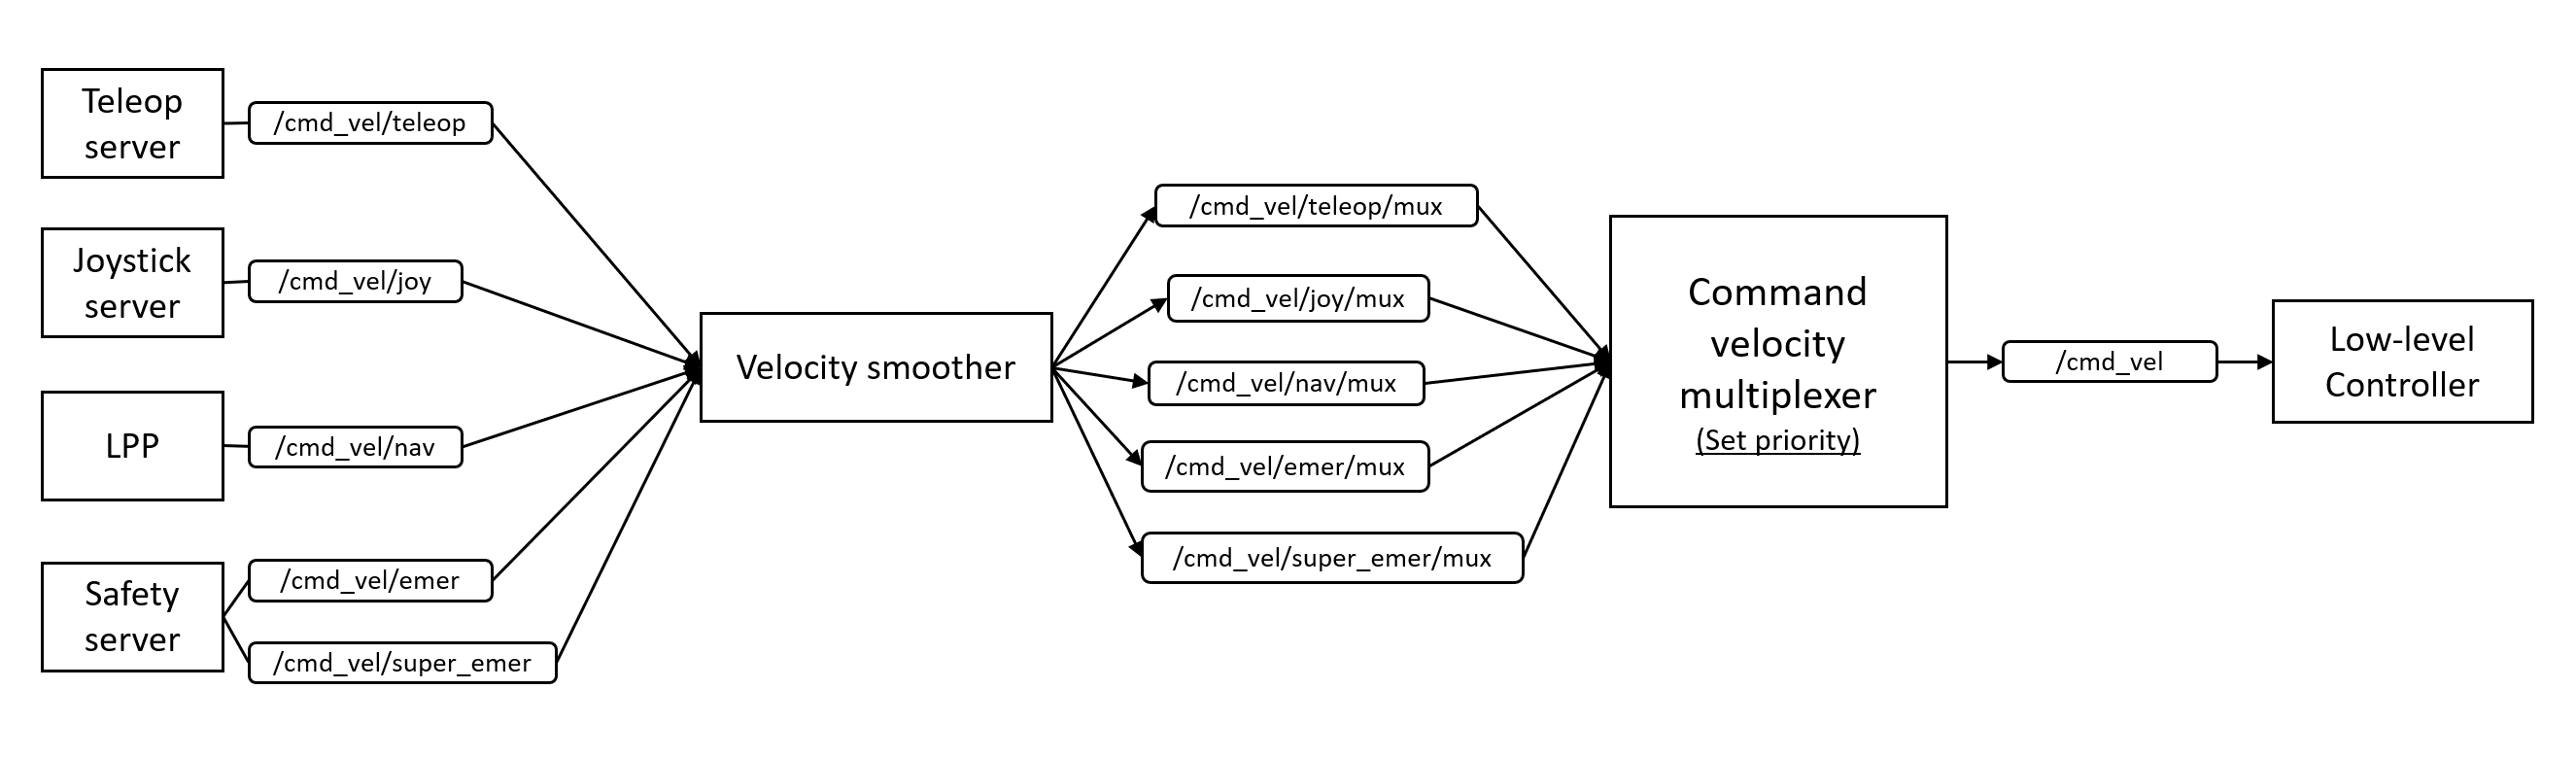 Teleop
server
/cmd_vel/teleop
Joystick
server
/cmd_vel/joy
LPP
/cmd_vel/nav
Safety
server
/cmd_vel/emer
/cmd_vel/super_emer
Velocity smoother
/cmd_vel/teleop/mux
/cmd_vel/joy/mux
/cmd_vel/nav/mux
/cmd_vel/emer/mux
/cmd_vel/super_emer/mux
Command
velocity
multiplexer
(Set priority)
/cmd_vel
Low-level
Controller